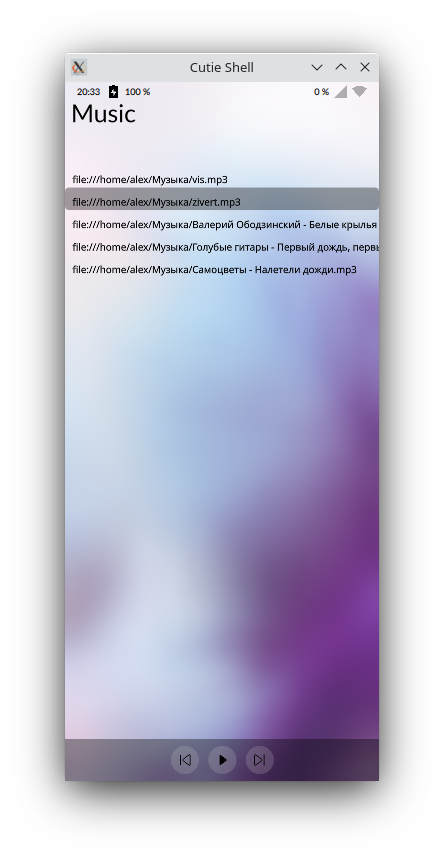 Cutie Shell
20:33 100 % 0 %
Music
file:///home/alex/Музыка/vis.mp3
file:///home/alex/Музыка/zivert.mp3
file:///home/alex/Музыка/Валерий Ободзинский - Белые крылья
file:///home/alex/Музыка/Голубые гитары - Первый дождь, первы
file:///home/alex/Музыка/Самоцветы - Налетели дожди.mp3